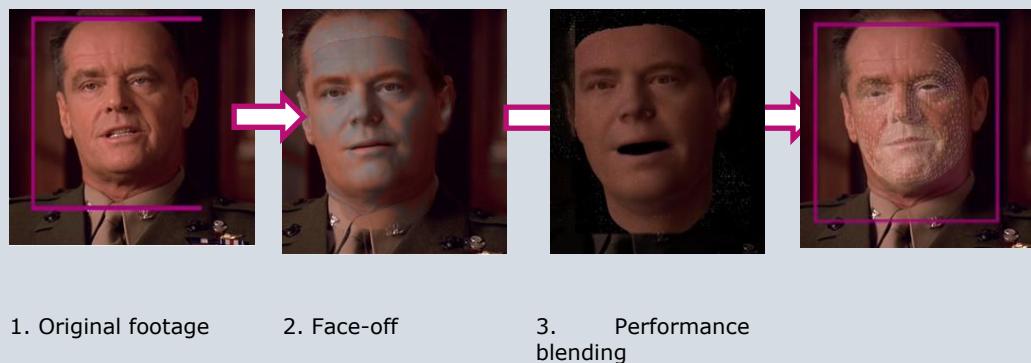 1. Original footage
2. Face-off
3. Performance
blending